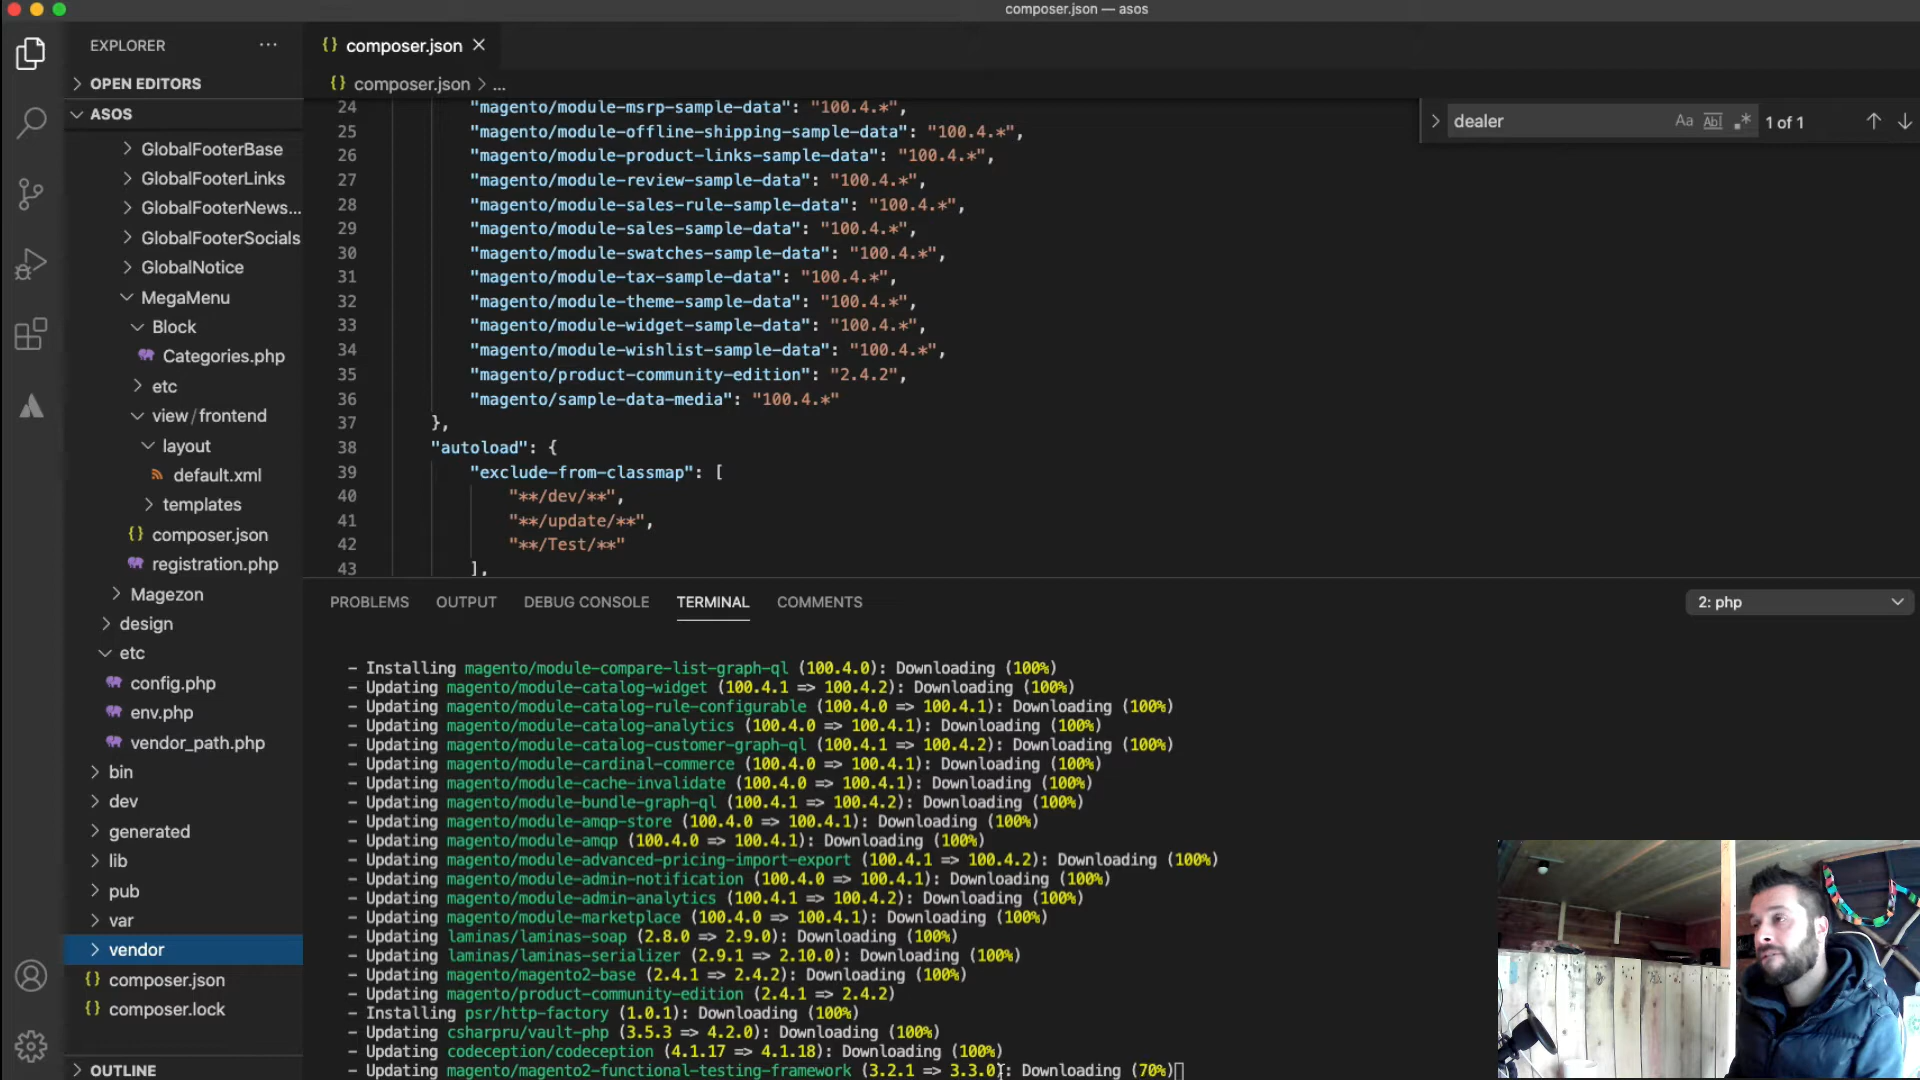 composer.json — asos
EXPLORER
OPEN EDITORS
ASOS
GlobalFooterBase
GlobalFooterLinks
GlobalFooterNews...
GlobalFooterSocials
GlobalNotice
MegaMenu
Block
Categories.php
etc
view/frontend
layout
default.xml
templates
composer.json
registration.php
Magezon
design
etc
config.php
env.php
vendor_path.php
bin
dev
generated
lib
pub
var
vendor
composer.json
composer.lock
OUTLINE
composer.json
composer.json > ...
dealer Aa Abl .* 1 of 1
24 "magento/module-msrp-sample-data": "100.4.*",
25 "magento/module-offline-shipping-sample-data": "100.4.*",
26 "magento/module-product-links-sample-data": "100.4.*",
27 "magento/module-review-sample-data": "100.4.*",
28 "magento/module-sales-rule-sample-data": "100.4.*",
29 "magento/module-sales-sample-data": "100.4.*",
30 "magento/module-swatches-sample-data": "100.4.*",
31 "magento/module-tax-sample-data": "100.4.*",
32 "magento/module-theme-sample-data": "100.4.*",
33 "magento/module-widget-sample-data": "100.4.*",
34 "magento/module-wishlist-sample-data": "100.4.*",
35 "magento/product-community-edition": "2.4.2",
36 "magento/sample-data-media": "100.4.*"
37 },
38 "autoload": {
39 "exclude-from-classmap": [
40 "**/dev/**",
41 "**/update/**",
42 "**/Test/**"
43 ],
PROBLEMS OUTPUT DEBUG CONSOLE TERMINAL COMMENTS 2: php
- Installing magento/module-compare-list-graph-ql (100.4.0): Downloading (100%)
- Updating magento/module-catalog-widget (100.4.1 => 100.4.2): Downloading (100%)
- Updating magento/module-catalog-rule-configurable (100.4.0 => 100.4.1): Downloading (100%)
- Updating magento/module-catalog-analytics (100.4.0 => 100.4.1): Downloading (100%)
- Updating magento/module-catalog-customer-graph-ql (100.4.1 => 100.4.2): Downloading (100%)
- Updating magento/module-cardinal-commerce (100.4.0 => 100.4.1): Downloading (100%)
- Updating magento/module-cache-invalidate (100.4.0 => 100.4.1): Downloading (100%)
- Updating magento/module-bundle-graph-ql (100.4.1 => 100.4.2): Downloading (100%)
- Updating magento/module-amqp-store (100.4.0 => 100.4.1): Downloading (100%)
- Updating magento/module-amqp (100.4.0 => 100.4.1): Downloading (100%)
- Updating magento/module-advanced-pricing-import-export (100.4.1 => 100.4.2): Downloading (100%)
- Updating magento/module-admin-notification (100.4.0 => 100.4.1): Downloading (100%)
- Updating magento/module-admin-analytics (100.4.1 => 100.4.2): Downloading (100%)
- Updating magento/module-marketplace (100.4.0 => 100.4.1): Downloading (100%)
- Updating laminas/laminas-soap (2.8.0 => 2.9.0): Downloading (100%)
- Updating laminas/laminas-serializer (2.9.1 => 2.10.0): Downloading (100%)
- Updating magento/magento2-base (2.4.1 => 2.4.2): Downloading (100%)
- Updating magento/product-community-edition (2.4.1 => 2.4.2)
- Installing psr/http-factory (1.0.1): Downloading (100%)
- Updating csharpru/vault-php (3.5.3 => 4.2.0): Downloading (100%)
- Updating codeception/codeception (4.1.17 => 4.1.18): Downloading (100%)
- Updating magento/magento2-functional-testing-framework (3.2.1 => 3.3.0): Downloading (70%)